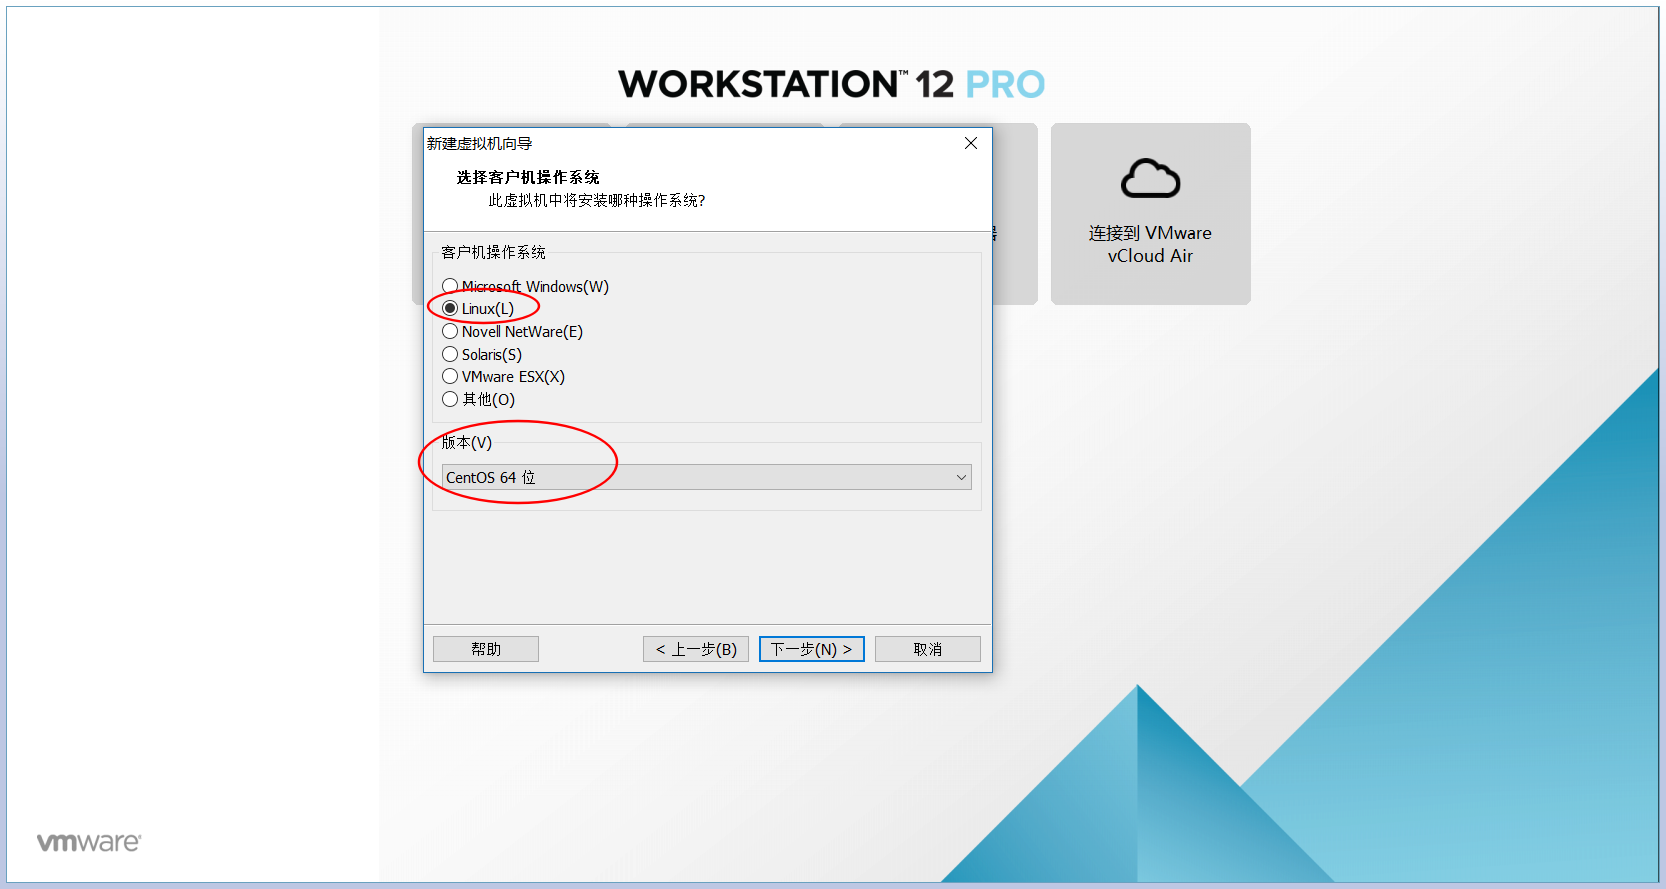 WORKSTATION™ 12 PRO
新建虚拟机向导
选择客户机操作系统
此虚拟机中将安装哪种操作系统?
客户机操作系统
Microsoft Windows(W)
Linux(L)
Novell NetWare(E)
Solaris(S)
VMware ESX(X)
其他(O)
版本(V)
CentOS 64 位
帮助
< 上一步(B)
下一步(N) >
取消
连接到 VMware
vCloud Air
vmware